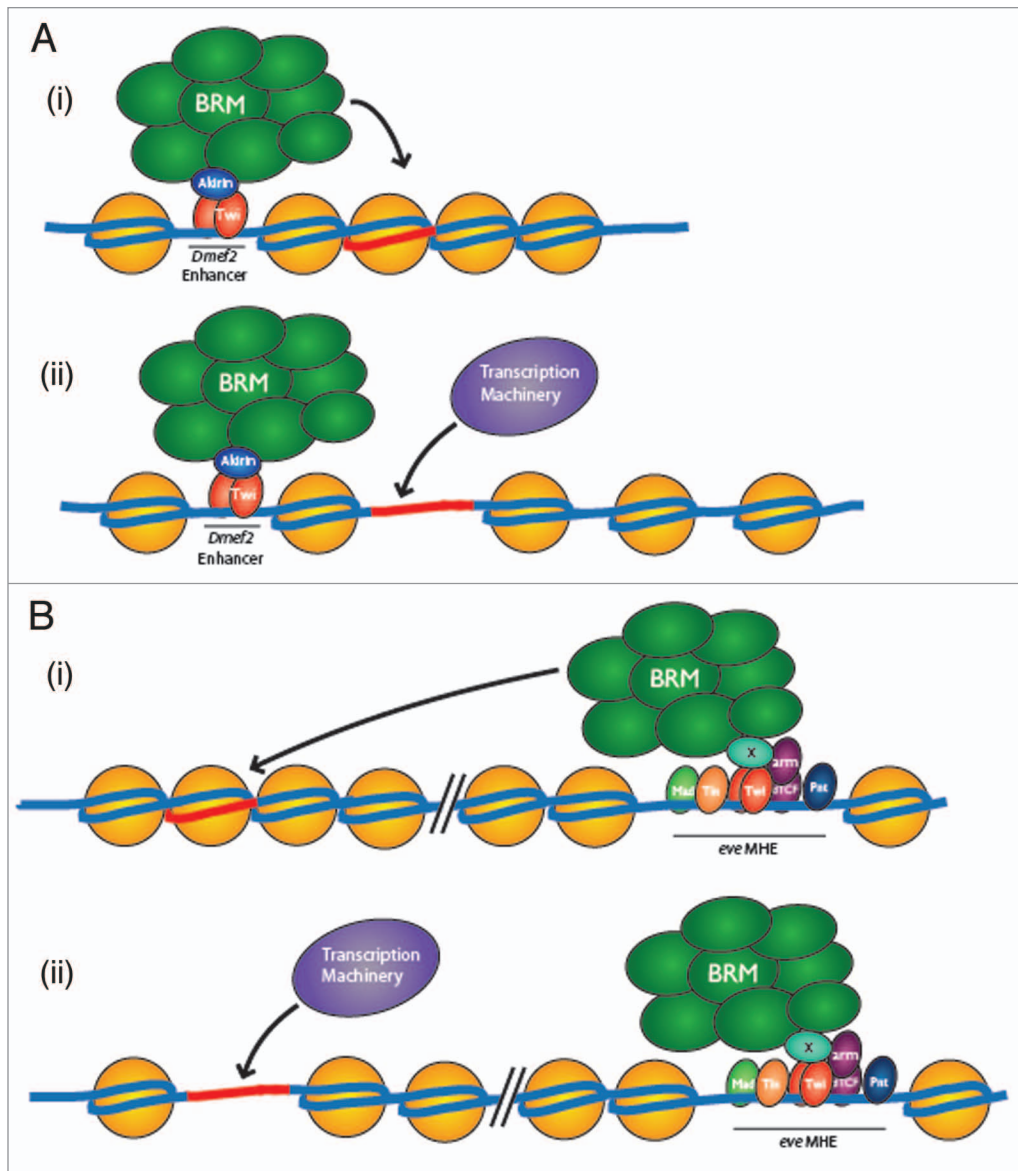 A
(i)
BRM
Akirin
Twi
Dmef2
Enhancer
(ii)
BRM
Transcription
Machinery
Akirin
Twi
Dmef2
Enhancer
B
(i)
BRM
X
arm
Mad
Tin
Twi
dTCF
Pnt
eve MHE
(ii)
Transcription
Machinery
BRM
X
arm
Mad
Tin
Twi
dTCF
Pnt
eve MHE